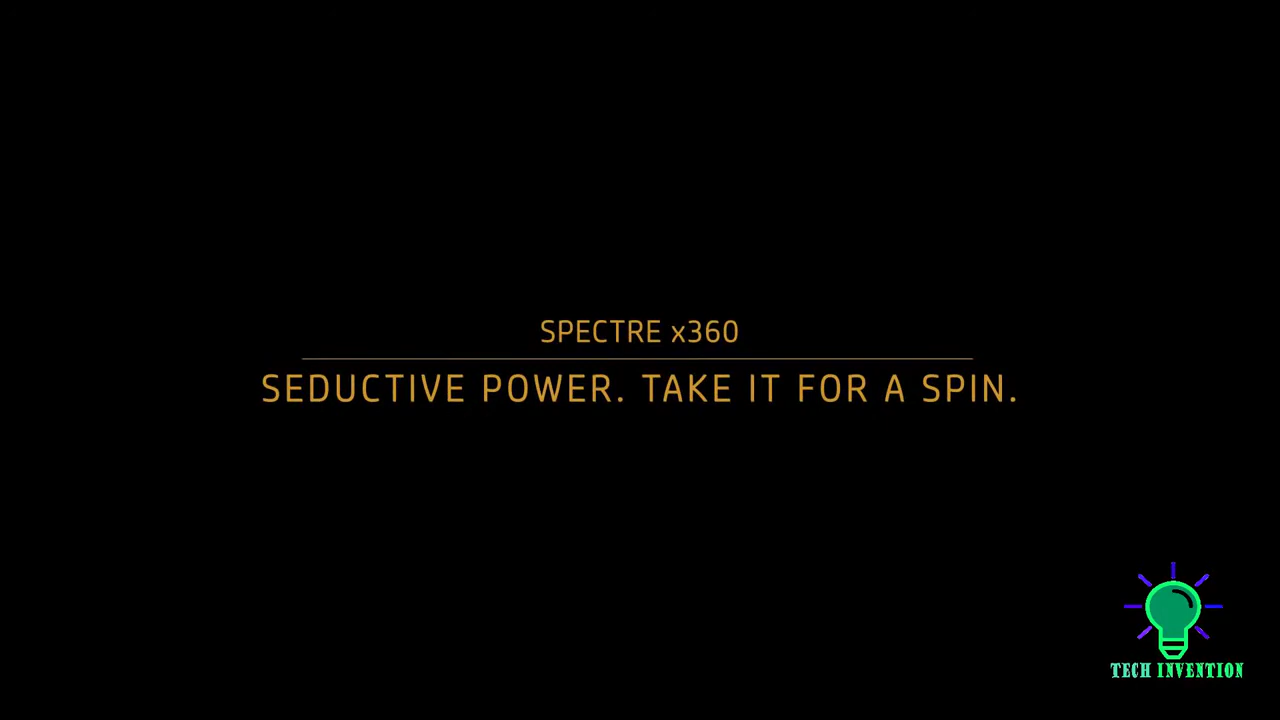 SPECTRE x360
SEDUCTIVE POWER. TAKE IT FOR A SPIN.
TECH INVENTION